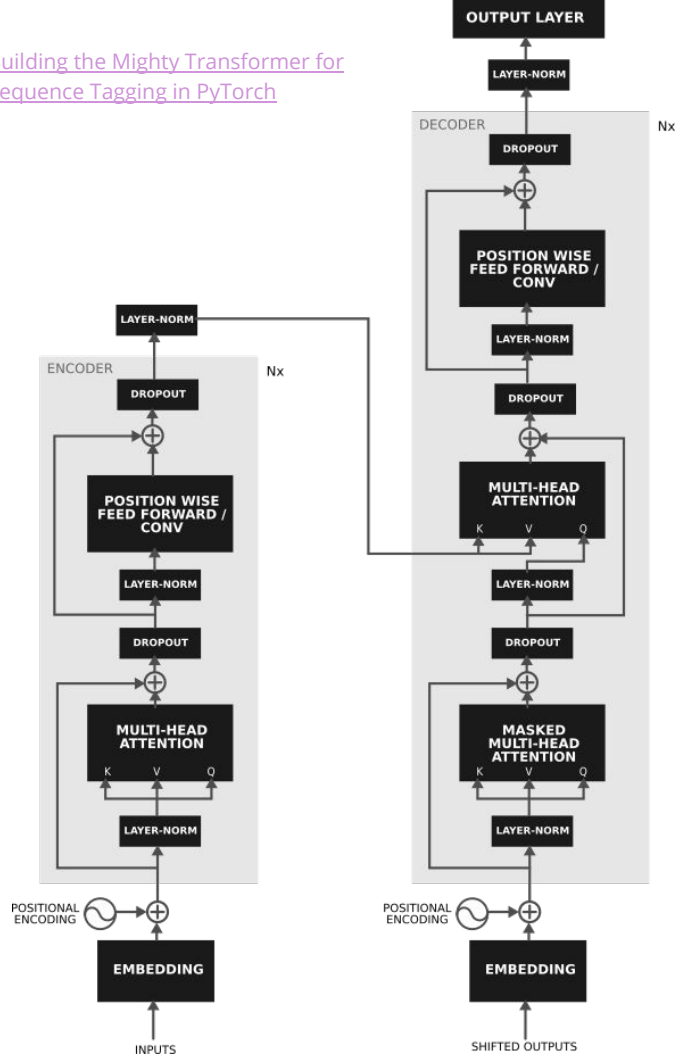 uilding the Mighty Transformer for
equence Tagging in PyTorch
OUTPUT LAYER
LAYER-NORM
DECODER
Nx
DROPOUT
POSITION WISE
FEED FORWARD /
CONV
LAYER-NORM
DROPOUT
MULTI-HEAD
ATTENTION
K V Q
LAYER-NORM
DROPOUT
MASKED
MULTI-HEAD
ATTENTION
K V Q
LAYER-NORM
POSITIONAL
ENCODING
EMBEDDING
SHIFTED OUTPUTS
LAYER-NORM
ENCODER
Nx
DROPOUT
POSITION WISE
FEED FORWARD /
CONV
LAYER-NORM
DROPOUT
MULTI-HEAD
ATTENTION
K V Q
LAYER-NORM
POSITIONAL
ENCODING
EMBEDDING
INPUTS